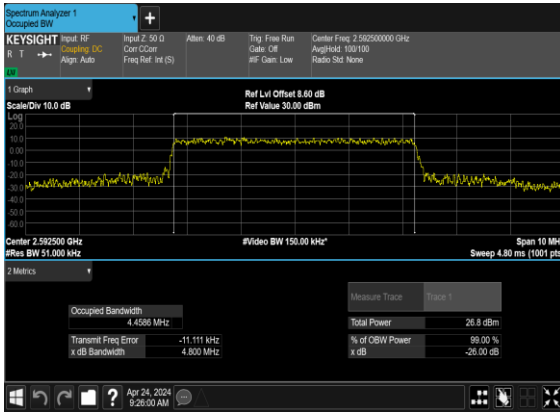 Spectrum Analyzer 1
Occupied BW
KEYSIGHT Input: RF Input Z: 50 Ω Atten: 40 dB Trig: Free Run Center Freq: 2.592500000 GHz
R T Coupling: DC Corr CCorr Gate: Off Avg|Hold: 100/100
Align: Auto Freq Ref: Int (S) #IF Gain: Low Radio Std: None
LW
1 Graph
Scale/Div 10.0 dB
Ref Lvl Offset 8.60 dB
Ref Value 30.00 dBm
Log
20.0
10.0
0.00
-10.0
-20.0
-30.0
-40.0
-50.0
-60.0
Center 2.592500 GHz #Video BW 150.00 kHz* Span 10 MH
#Res BW 51.000 kHz Sweep 4.80 ms (1001 pts
2 Metrics
Measure Trace Trace 1
Occupied Bandwidth
4.4586 MHz
Total Power 26.8 dBm
Transmit Freq Error -11.111 kHz % of OBW Power 99.00 %
x dB Bandwidth 4.800 MHz x dB -26.00 dB
?
Apr 24, 2024
9:26:00 AM